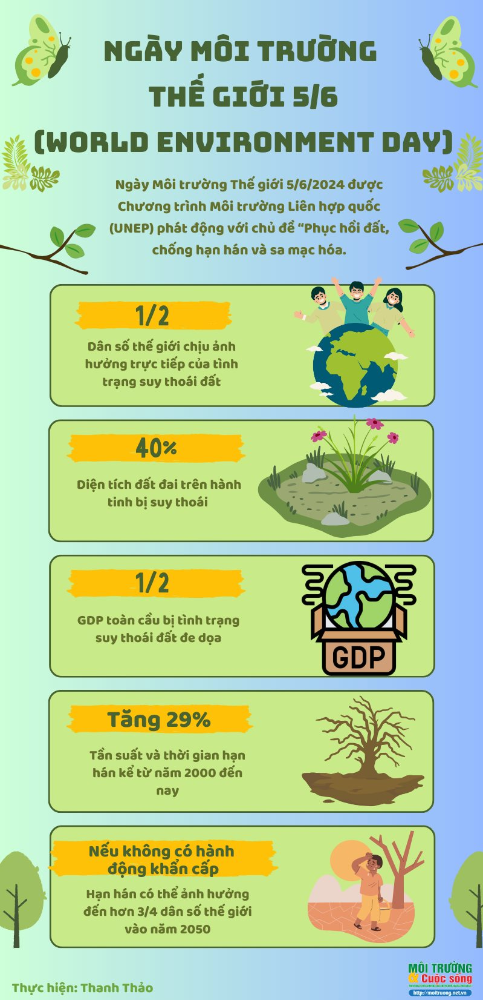 NGÀY MÔI TRƯỜNG
THẾ GIỚI 5/6
(WORLD ENVIRONMENT DAY)
Ngày Môi trường Thế giới 5/6/2024 được
Chương trình Môi trường Liên hợp quốc
(UNEP) phát động với chủ đề “Phục hồi đất,
chống hạn hán và sa mạc hóa.
1/2
Dân số thế giới chịu ảnh
hưởng trực tiếp của tình
trạng suy thoái đất
40%
Diện tích đất đai trên hành
tinh bị suy thoái
1/2
GDP toàn cầu bị tình trạng
suy thoái đất đe dọa
GDP
Tăng 29%
Tần suất và thời gian hạn
hán kể từ năm 2000 đến
nay
Nếu không có hành
động khẩn cấp
Hạn hán có thể ảnh hưởng
đến hơn 3/4 dân số thế giới
vào năm 2050
Thực hiện: Thanh Thảo
MÔI TRƯỜNG
& Cuộc sống
http://moitruong.net.vn